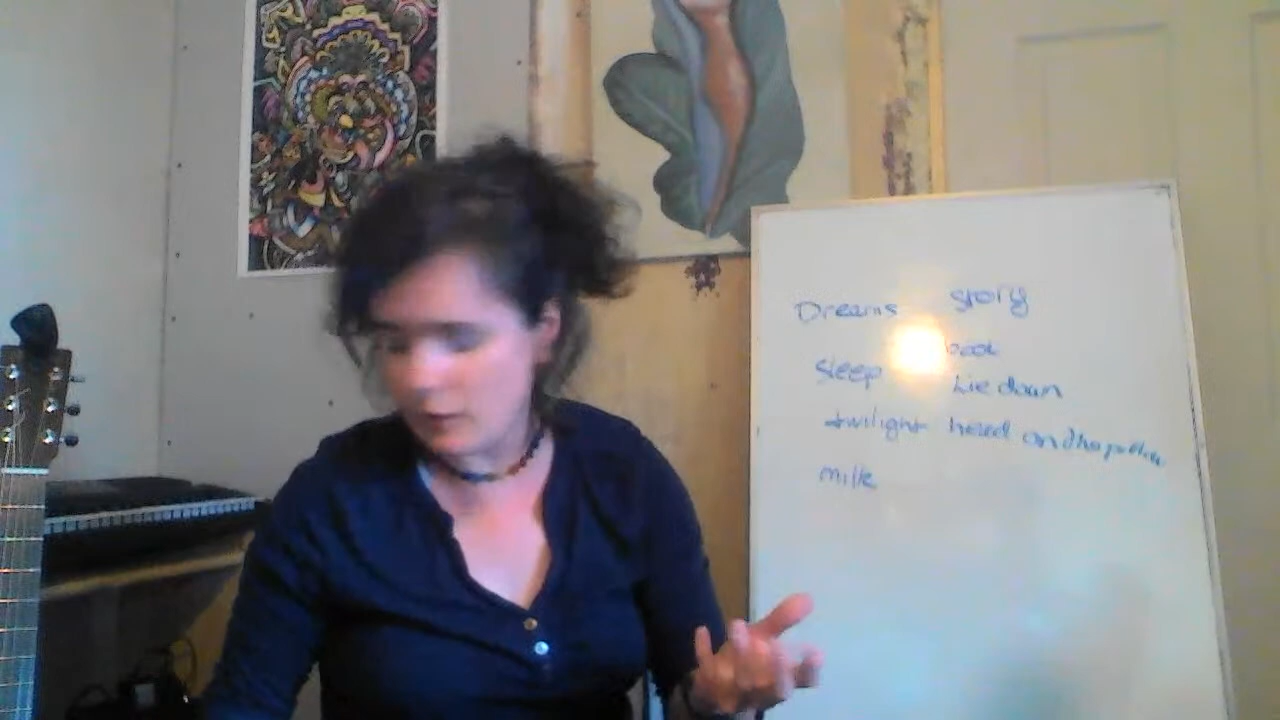 Dreams story
sleep
Lie down
twilight head on the pillow
milk